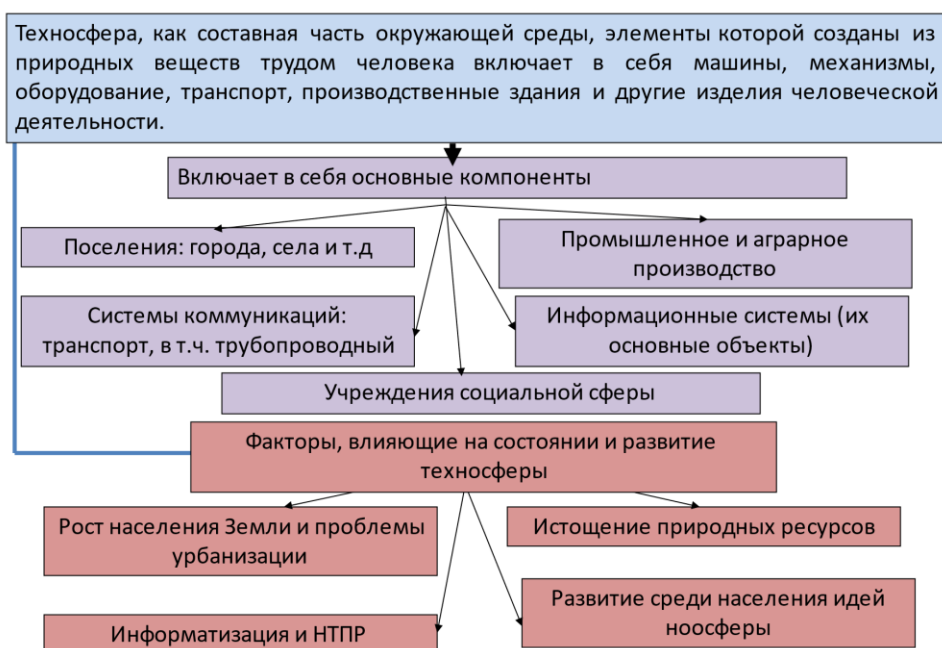 Техносфера, как составная часть окружающей среды, элементы которой созданы из
природных веществ трудом человека включает в себя машины, механизмы,
оборудование, транспорт, производственные здания и другие изделия человеческой
деятельности.
Включает в себя основные компоненты
Поселения: города, села и т.д
Промышленное и аграрное
производство
Системы коммуникаций:
транспорт, в т.ч. трубопроводный
Информационные системы (их
основные объекты)
Учреждения социальной сферы
Факторы, влияющие на состоянии и развитие
техносферы
Рост населения Земли и проблемы
урбанизации
Истощение природных ресурсов
Информатизация и НТПР
Развитие среди населения идей
ноосферы